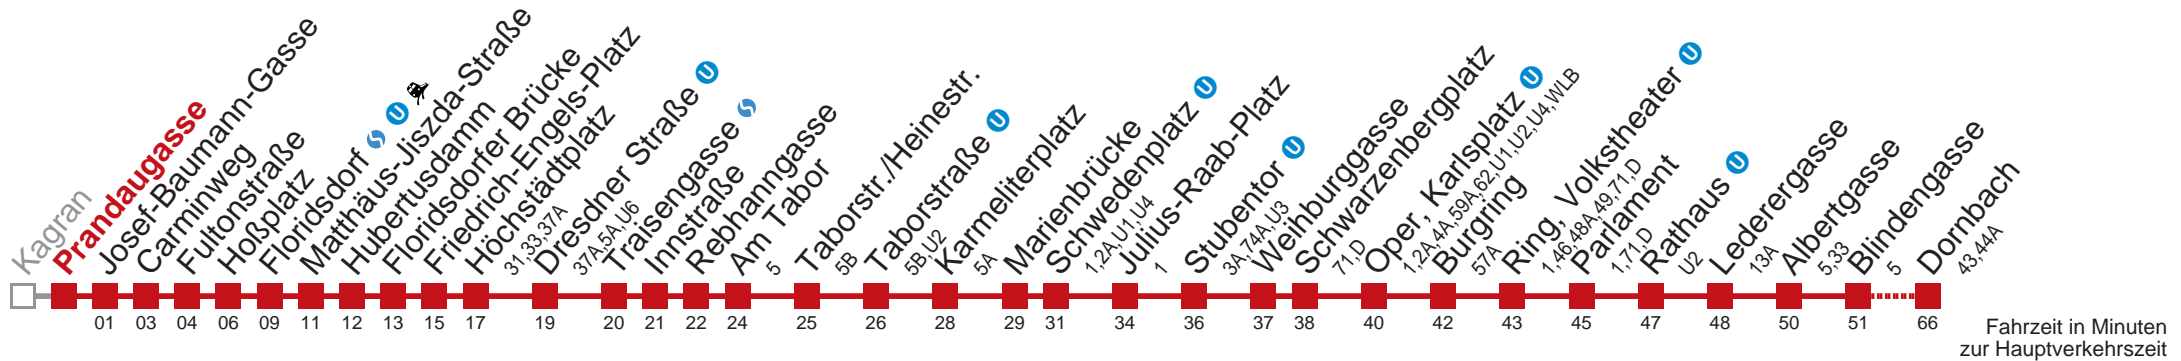 Kagran
Prandaugasse
Josef-Baumann-Gasse
Carminweg
Fultonstraße
Hoßplatz
Floridsdorf S U
Matthäus-Jiszda-Straße
Hubertusdamm
Floridsdorfer Brücke
Friedrich-Engels-Platz
Höchstädtplatz
31,33,37A
Dresdner Straße U
37A,5A,U6
Traisengasse S
Innstraße
Rebhanngasse
Am Tabor
5
Taborstr./Heinestr.
5B
Taborstraße U
5B,U2
Karmeliterplatz
5A
Marienbrücke
Schwedenplatz U
1,2A,U1,U4
Julius-Raab-Platz
1
Stubentor U
3A,74A,U3
Weihburggasse
Schwarzenbergplatz
71,D
Oper, Karlsplatz U
1,2A,4A,59A,62,U1,U2,U4,WLB
Burgring
57A
Ring, Volkstheater U
1,46,48A,49,71,D
Parlament
1,71,D
Rathaus U
U2
Lederergasse
13A
Albertgasse
5,33
Blindengasse
5
Dornbach
43,44A
01 03 04 06 09 11 12 13 15 17 19 20 21 22 24 25 26 28 29 31 34 36 37 38 40 42 43 45 47 48 50 51 66
Fahrzeit in Minuten
zur Hauptverkehrszeit